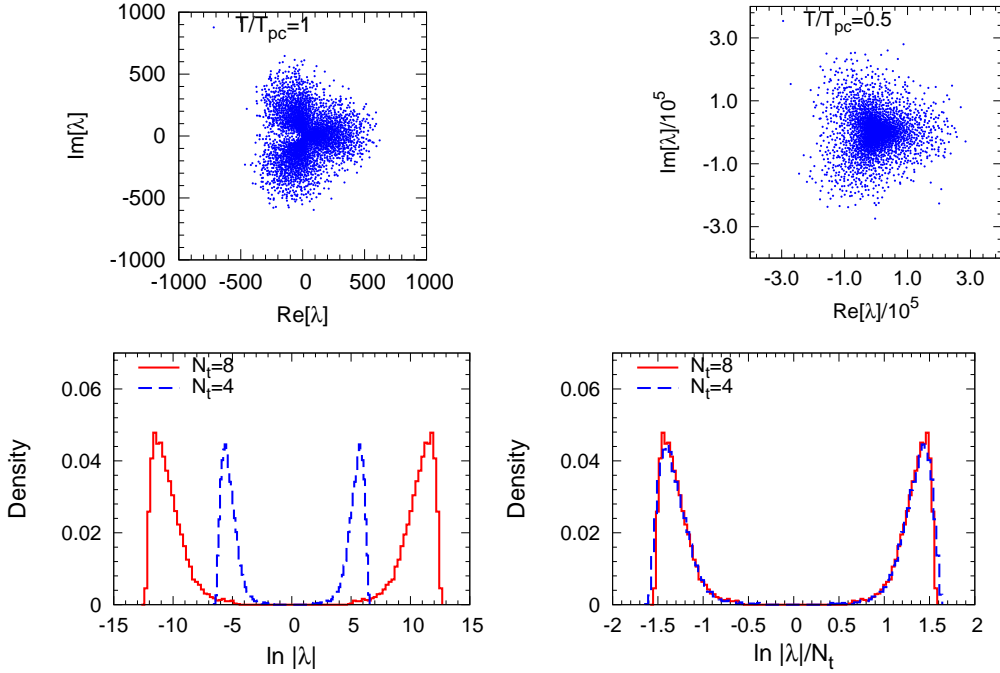 T/T_pc=1
1000
500
0
-500
-1000
Im[λ]
-1000 -500 0 500 1000
Re[λ]
T/T_pc=0.5
3.0
1.0
-1.0
-3.0
Im[λ]/10^5
-3.0 -1.0 1.0 3.0
Re[λ]/10^5
N_t=8
N_t=4
0.06
0.04
0.02
0
Density
-15 -10 -5 0 5 10 15
ln |λ|
N_t=8
N_t=4
0.06
0.04
0.02
0
Density
-2 -1.5 -1 -0.5 0 0.5 1 1.5 2
ln |λ|/N_t